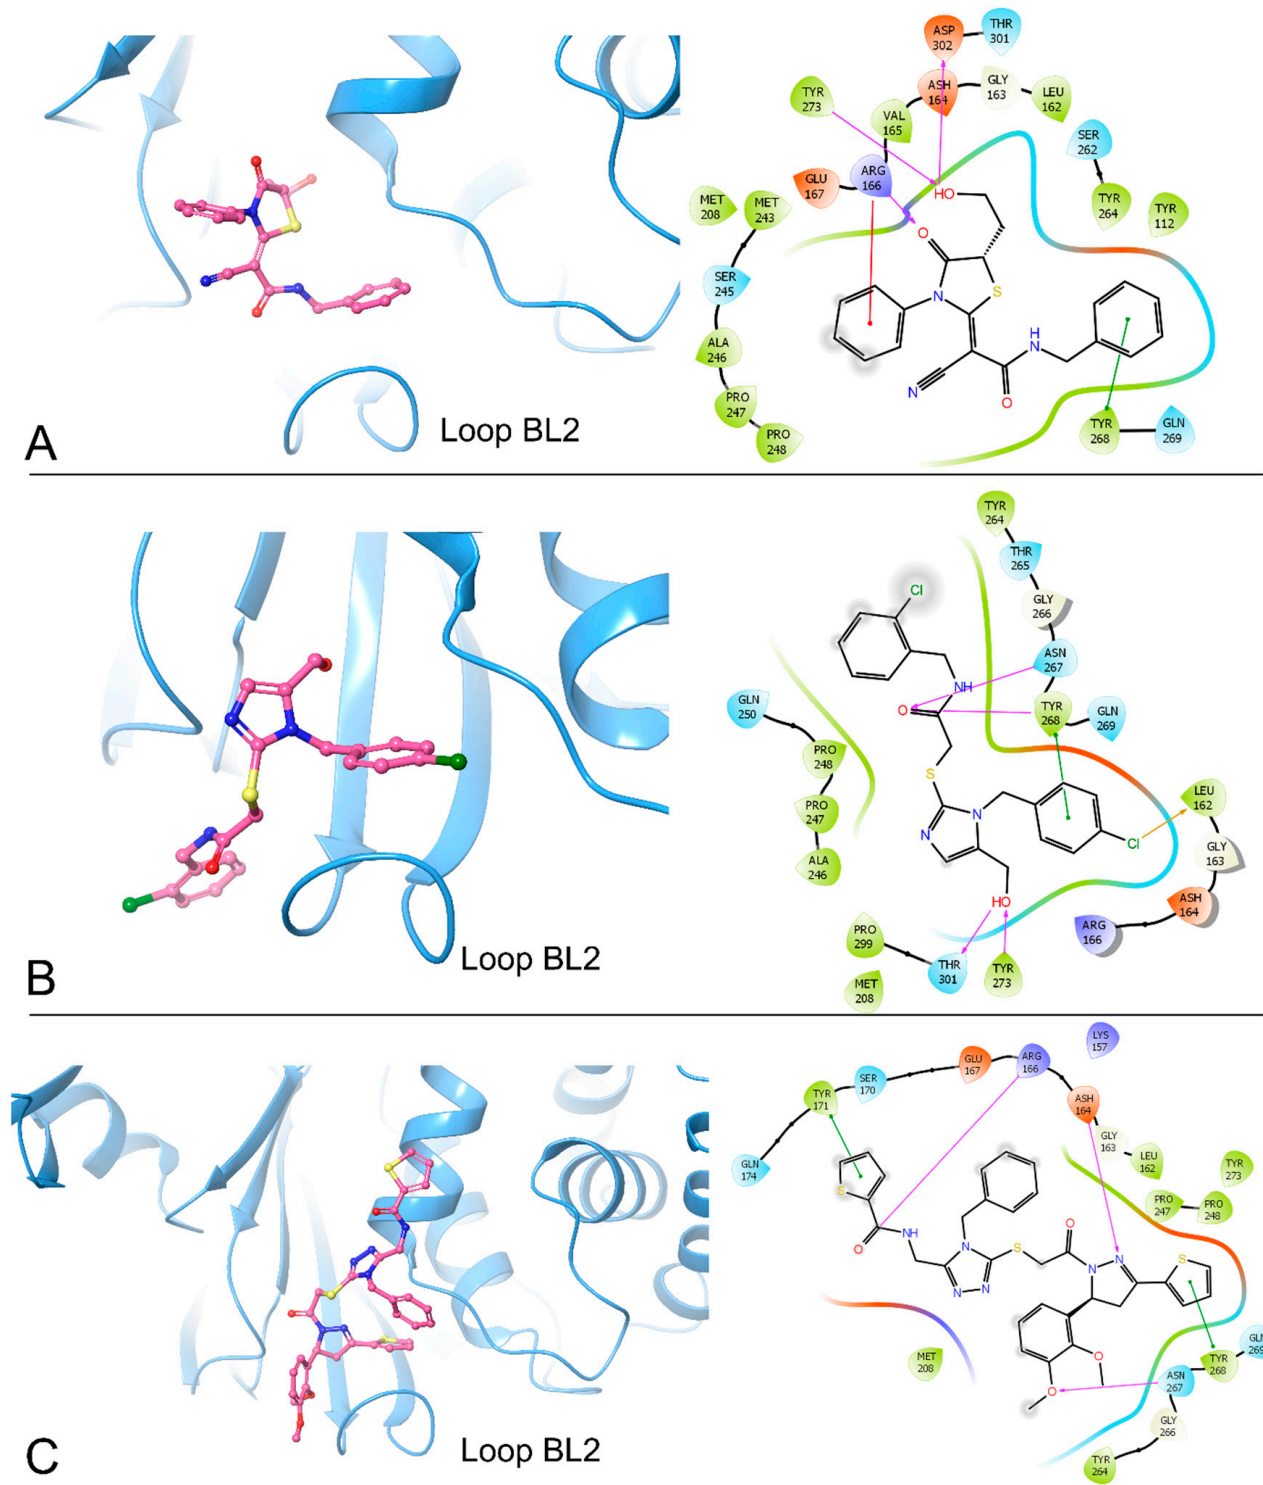 ASP
302
THR
301
TYR
273
ASH
164
GLY
163
LEU
162
VAL
165
SER
262
GLU
167
ARG
166
MET
208
MET
243
HO
TYR
264
TYR
112
O
O
SER
245
N
S
H
N
ALA
246
N
O
PRO
247
PRO
248
TYR
268
GLN
269
Loop BL2
A
TYR
264
THR
265
Cl
GLY
266
ASN
267
NH
GLN
250
O
TYR
268
GLN
269
PRO
248
S
LEU
162
PRO
247
N
N
Cl
GLY
163
ALA
246
HO
ASH
164
ARG
166
PRO
299
THR
301
TYR
273
MET
208
Loop BL2
B
LYS
157
GLU
167
ARG
166
SER
170
TYR
171
ASH
164
GLY
163
LEU
162
TYR
273
GLN
174
S
PRO
247
PRO
248
O
NH
N
S
O
N
N
S
N
N
MET
208
O
O
TYR
268
GLN
269
ASN
267
GLY
266
TYR
264
Loop BL2
C